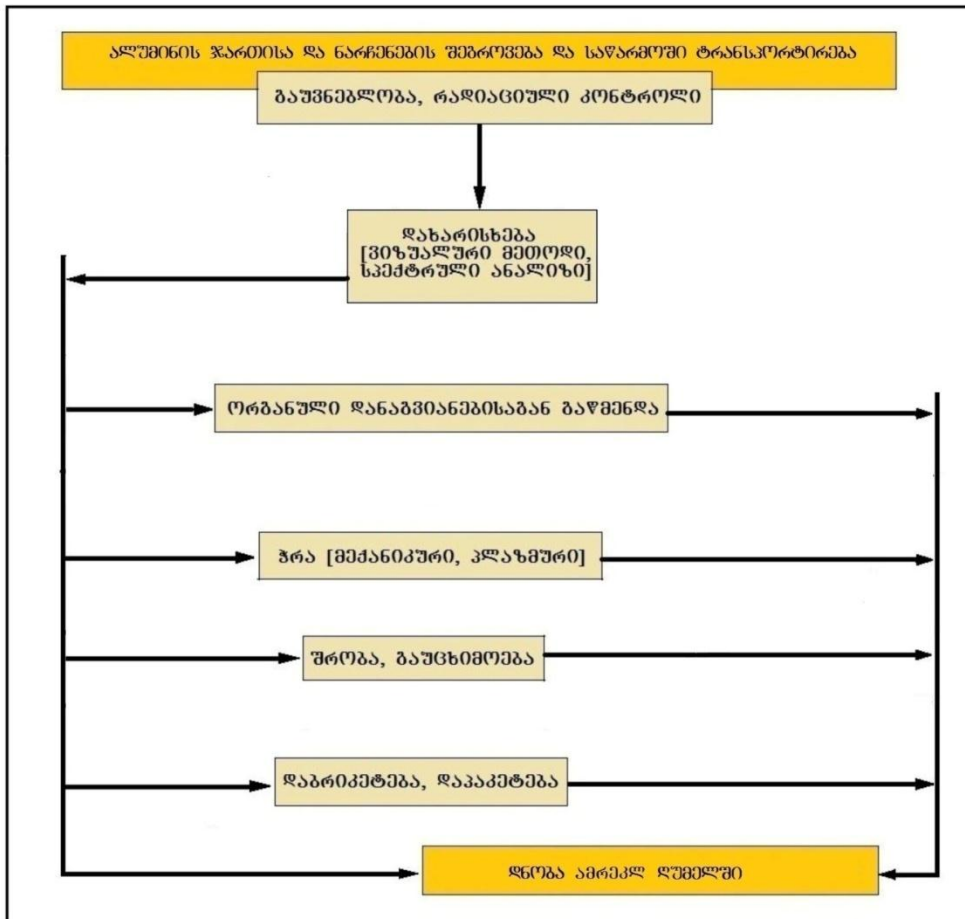 ალუმინის ჯართისა და ნარჩენების შეგროვება და საწარმოში ტრანსპორტირება
გაუვნებლობა, რადიაციული კონტროლი
დახარისხება
[ვიზუალური მეთოდი,
სპექტრული ანალიზი]
ორგანული დანაგვიანებისაგან გაწმენდა
ჭრა [მექანიკური, პლაზმური]
შრობა, გაუცხიმოება
დაბრიკეტება, დაპაკეტება
დნობა ამრეკლ ღუმელში